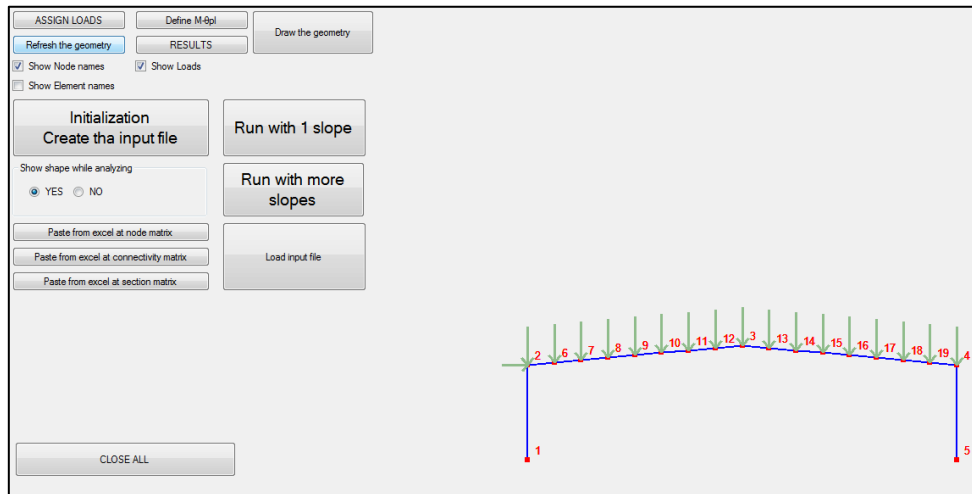 ASSIGN LOADS
Define M-θpl
Draw the geometry
Refresh the geometry
RESULTS
Show Node names
Show Loads
Show Element names
Initialization
Create tha input file
Run with 1 slope
Show shape while analyzing
YES
NO
Run with more
slopes
Paste from excel at node matrix
Paste from excel at connectivity matrix
Load input file
Paste from excel at section matrix
CLOSE ALL
2 6 7 8 9 10 11 12 3 13 14 15 16 17 18 19 4
1 5